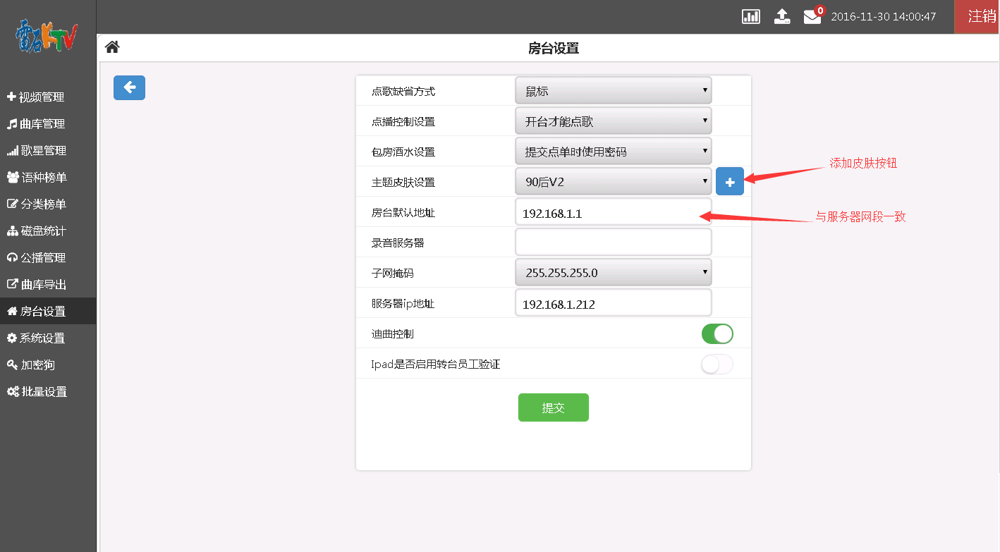 雷石KTV
0
2016-11-30 14:00:47
注销
房台设置
视频管理
曲库管理
歌星管理
语种榜单
分类榜单
磁盘统计
公播管理
曲库导出
房台设置
系统设置
加密狗
批量设置
点歌缺省方式
鼠标
点播控制设置
开台才能点歌
包房酒水设置
提交点单时使用密码
主题皮肤设置
90后V2
添加皮肤按钮
房台默认地址
192.168.1.1
与服务器网段一致
录音服务器
子网掩码
255.255.255.0
服务器ip地址
192.168.1.212
迪曲控制
Ipad是否启用转台员工验证
提交